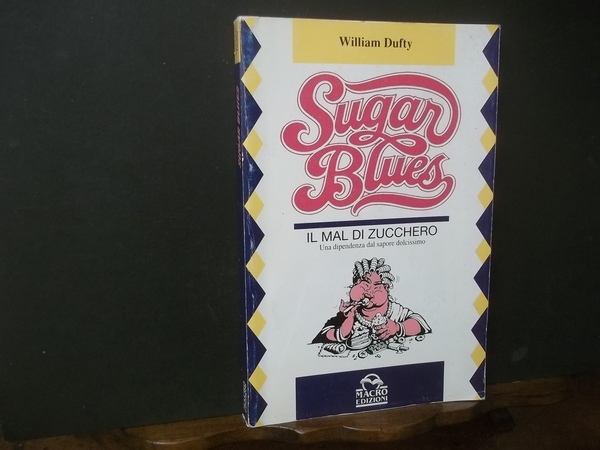 William Dufty
Sugar
Blues
IL MAL DI ZUCCHERO
Una dipendenza dal sapore dolcissimo
MACRO
EDIZIONI